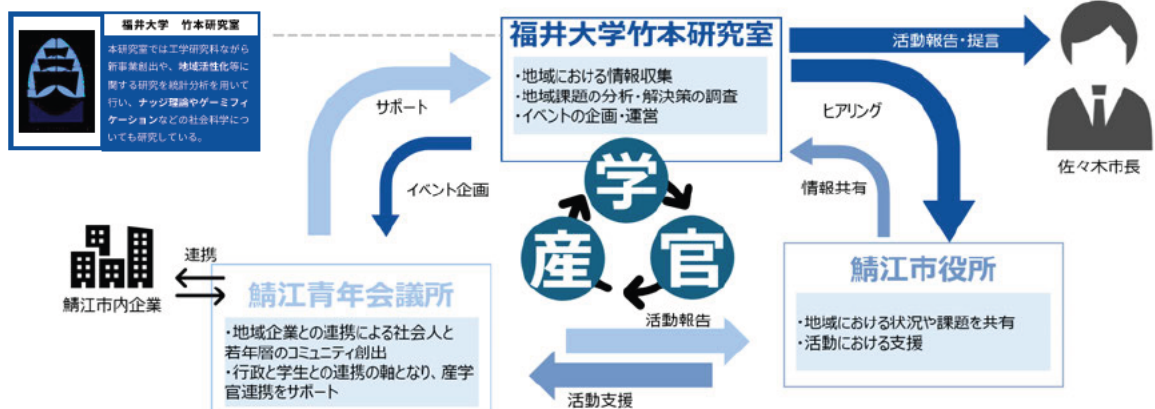 福井大学 竹本研究室
本研究室では工学研究科ながら
新事業創出や、地域活性化等に
関する研究を統計分析を用いて
行い、ナッジ理論やゲーミフィ
ケーションなどの社会科学につ
いても研究している。
福井大学竹本研究室
・地域における情報収集
・地域課題の分析・解決策の調査
・イベントの企画・運営
活動報告・提言
佐々木市長
サポート
イベント企画
ヒアリング
情報共有
学
産
官
連携
鯖江市内企業
鯖江青年会議所
・地域企業との連携による社会人と
若年層のコミュニティ創出
・行政と学生との連携の軸となり、産学
官連携をサポート
活動報告
活動支援
鯖江市役所
・地域における状況や課題を共有
・活動における支援